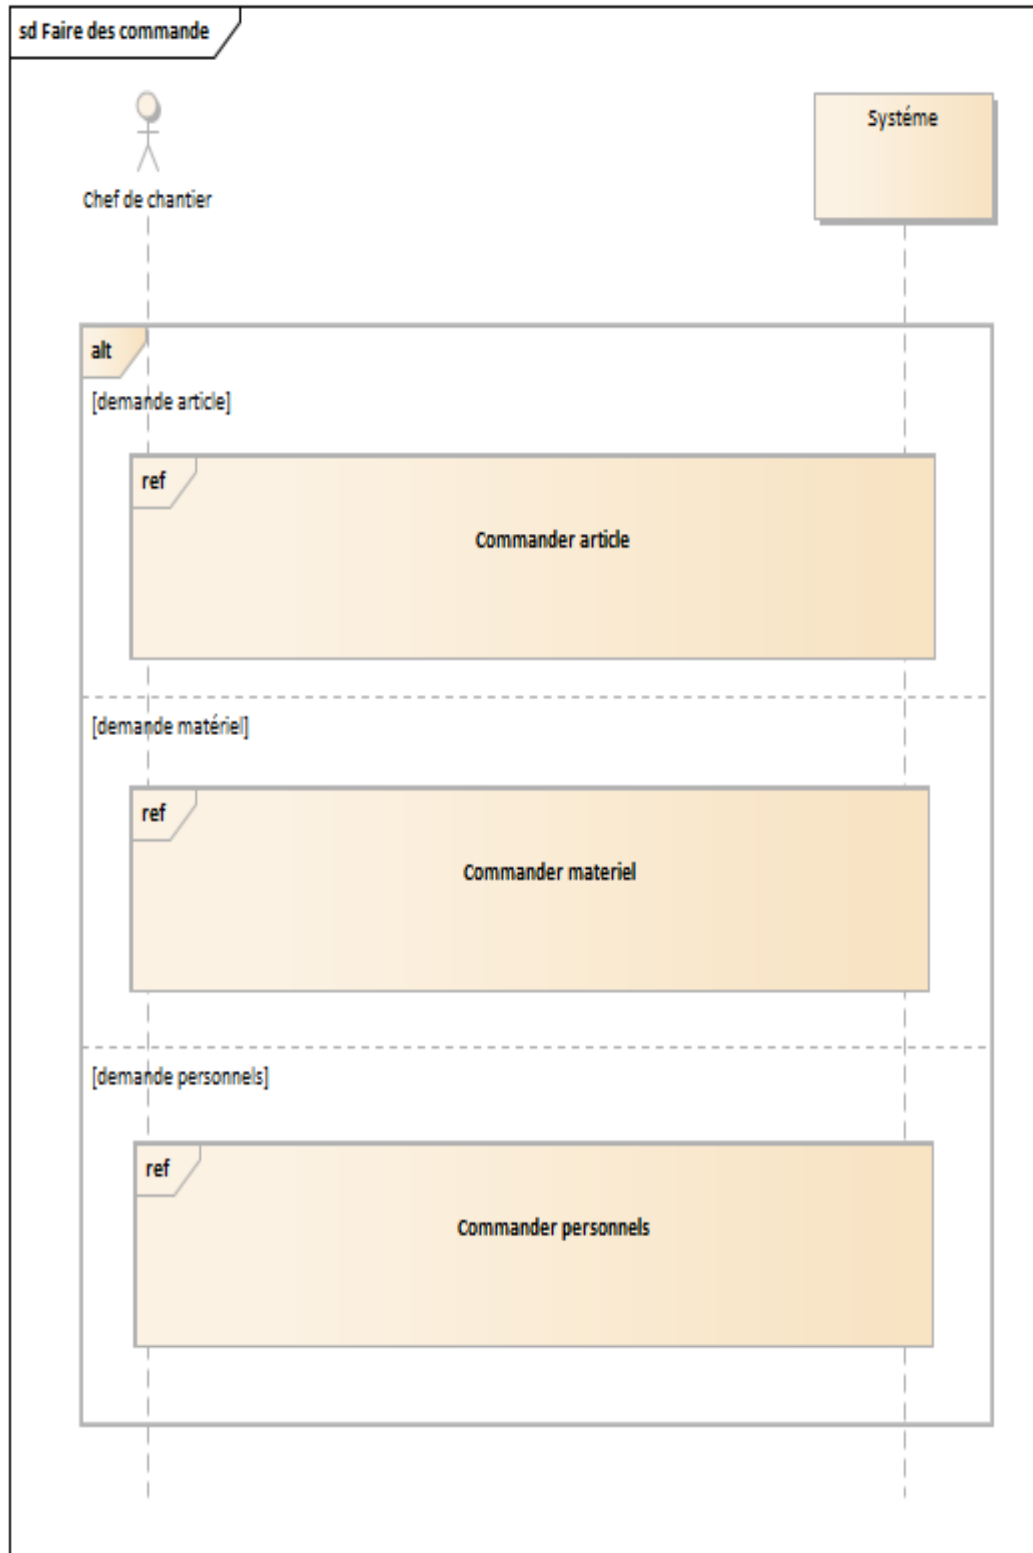 sd Faire des commande
Systéme
Chef de chantier
alt
[demande article]
ref
Commander article
[demande matériel]
ref
Commander materiel
[demande personnels]
ref
Commander personnels